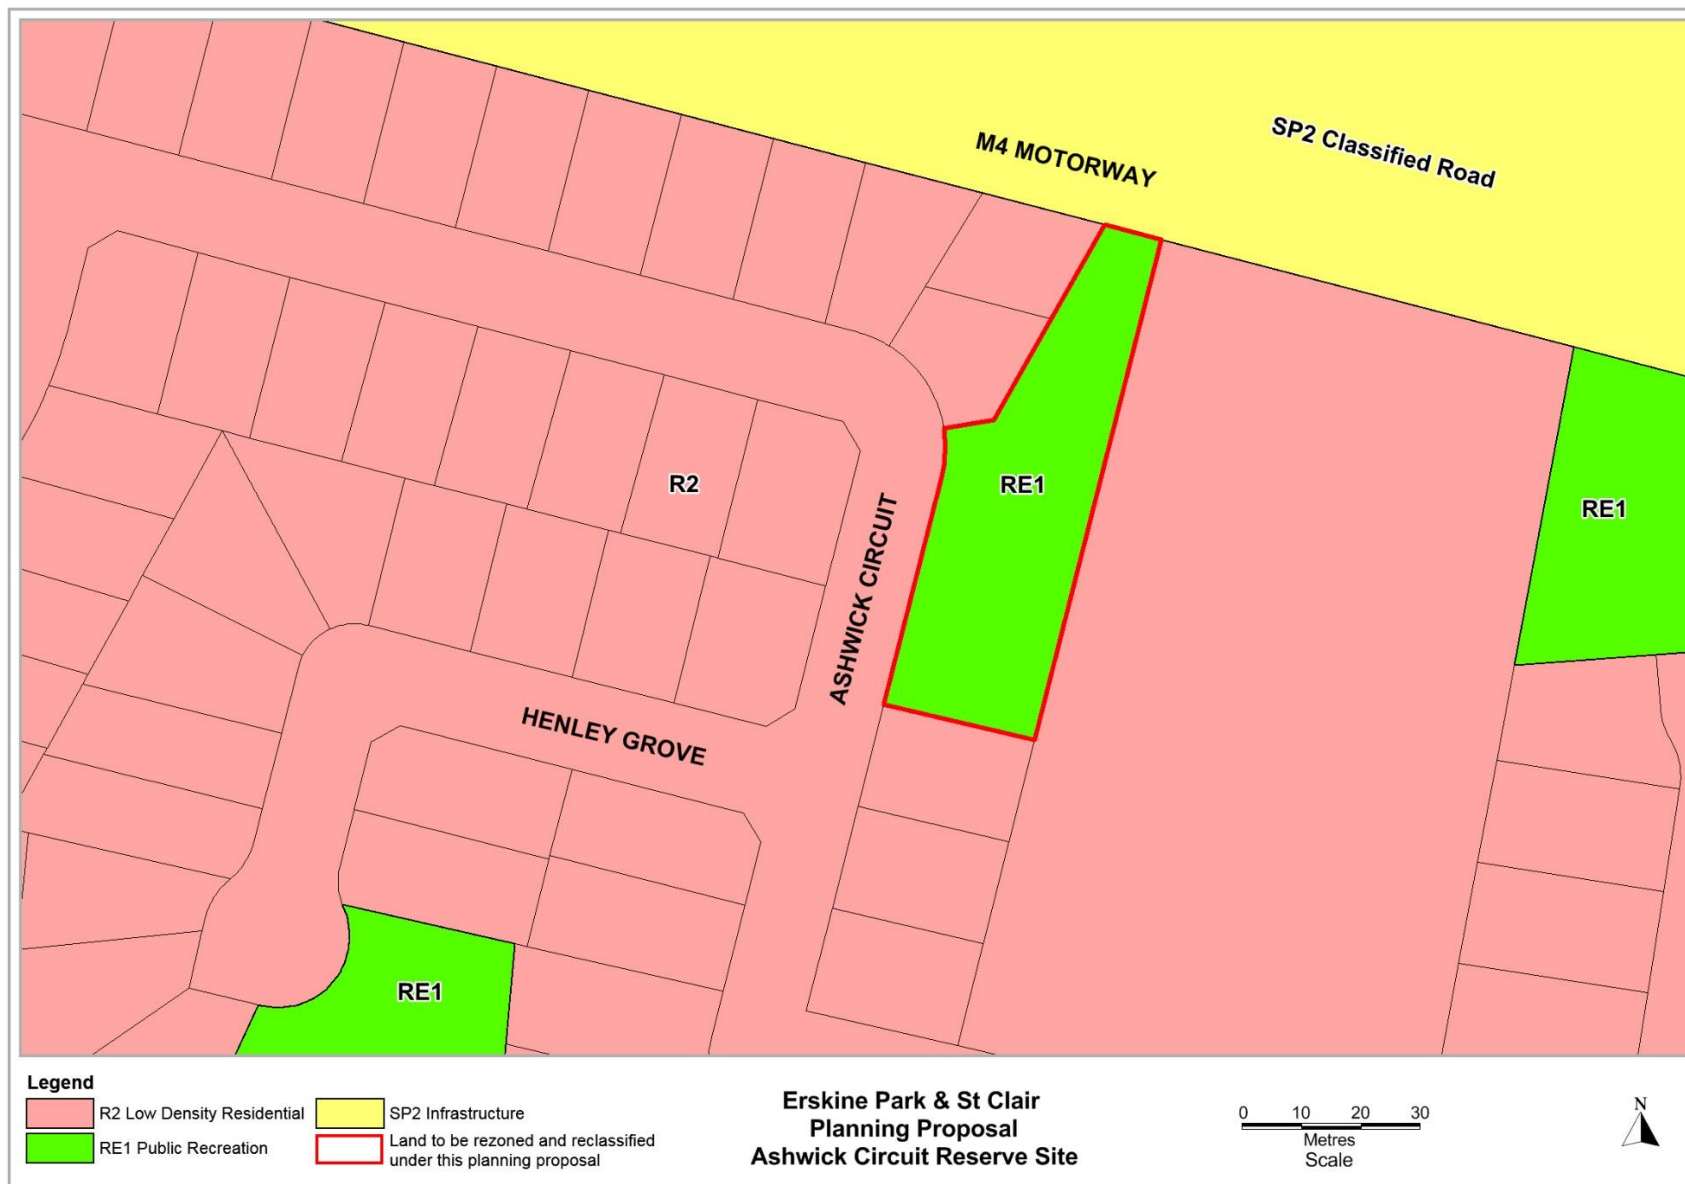 M4 MOTORWAY
SP2 Classified Road
R2
RE1
RE1
ASHWICK CIRCUIT
HENLEY GROVE
RE1
Legend
R2 Low Density Residential
SP2 Infrastructure
RE1 Public Recreation
Land to be rezoned and reclassified
under this planning proposal
Erskine Park & St Clair
Planning Proposal
Ashwick Circuit Reserve Site
0 10 20 30
Metres
Scale
N